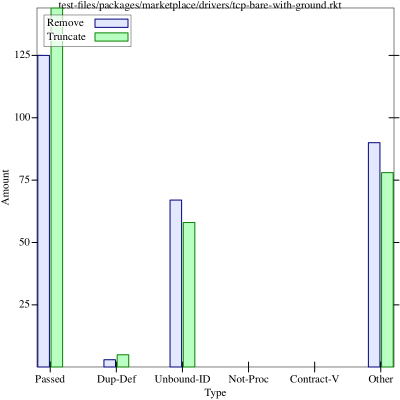 test-files/packages/marketplace/drivers/tcp-bare-with-ground.rkt
Remove
Truncate
125
100
75
50
25
Amount
Passed Dup-Def Unbound-ID Not-Proc Contract-V Other
Type